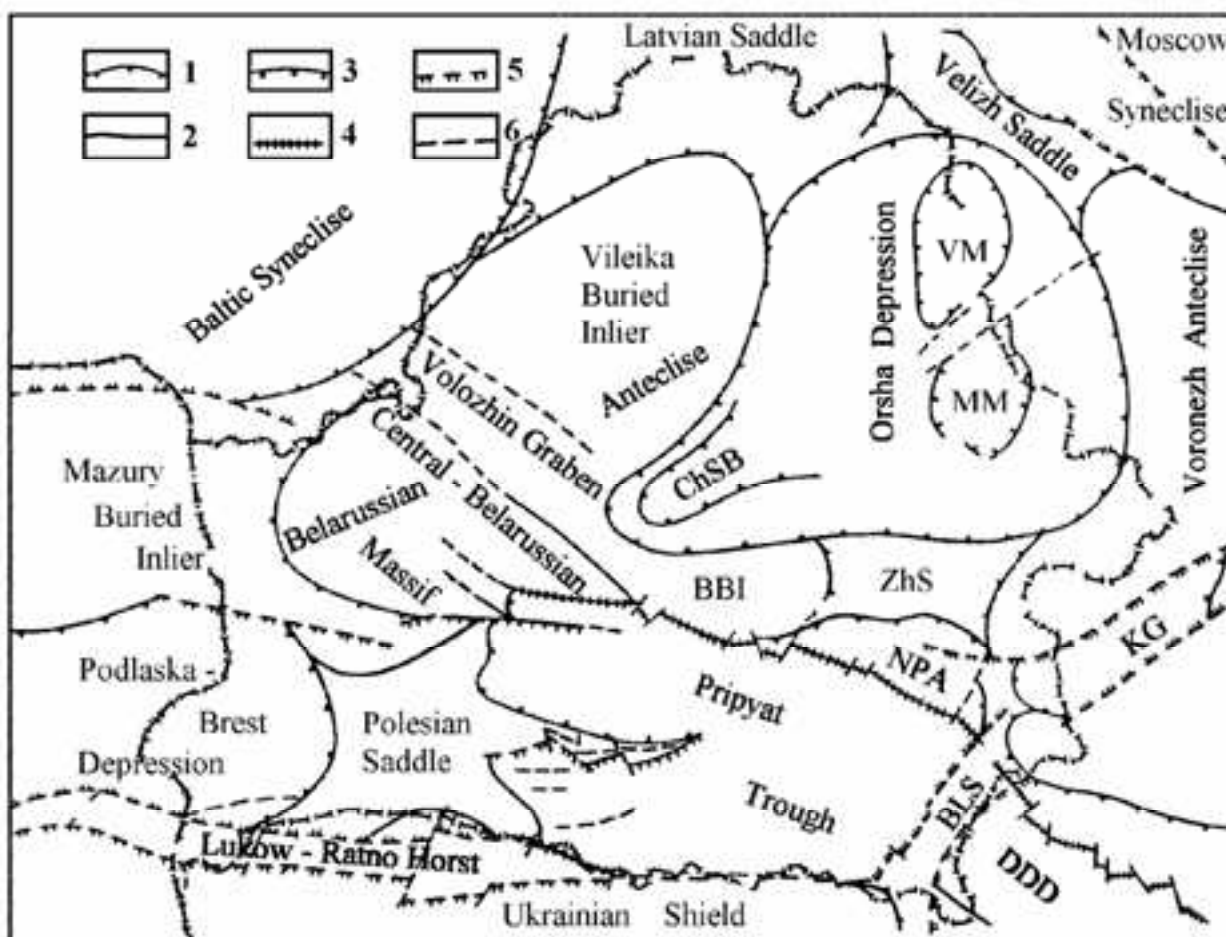 Latvian Saddle
Moscow
Syneclise
Velizh Saddle
1
3
5
2
4
6
Baltic Syneclise
Vileika
Buried
Inlier
Anteclise
Orsha Depression
VM
MM
Voronezh Anteclise
Volozhin Graben
Central - Belarussian
ChSB
Mazury
Buried
Inlier
Belarussian
Massif
BBI
ZhS
NPA
KG
Podlaska -
Brest
Depression
Polesian
Saddle
Pripyat
Trough
BLS
DDD
Lukow - Ratno Horst
Ukrainian Shield